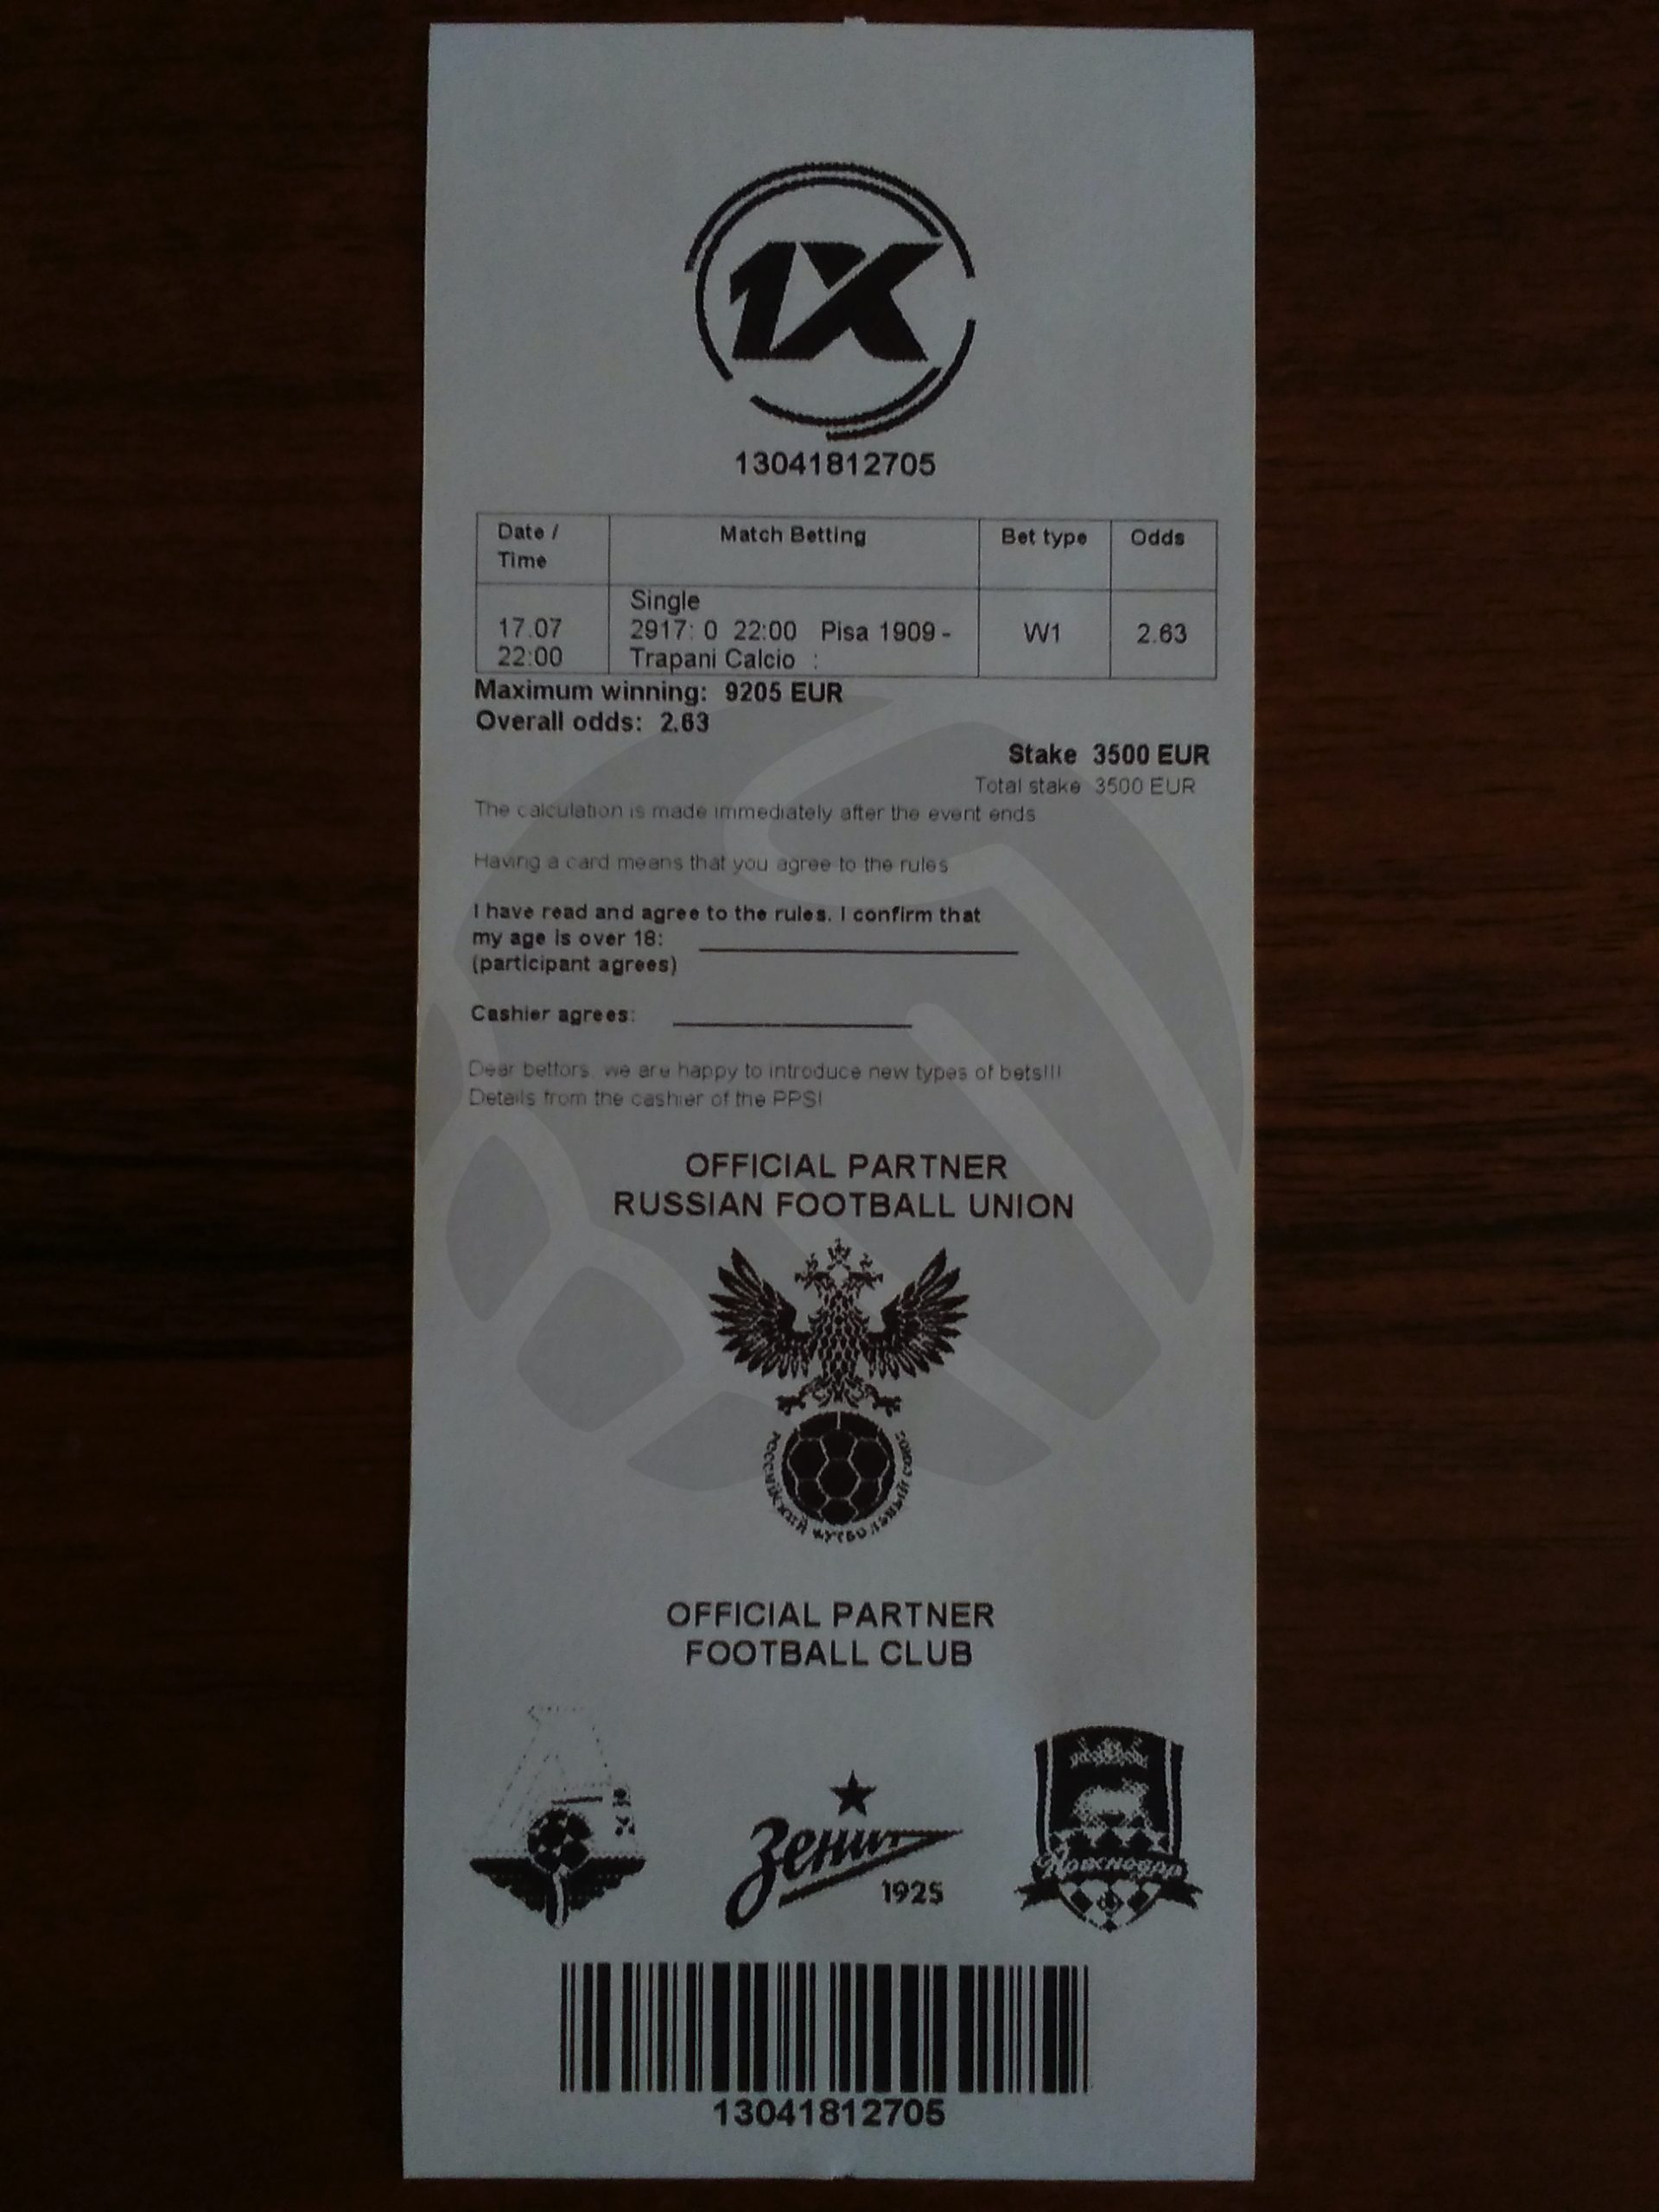 1X
13041812705
Date / Time
Match Betting
Bet type
Odds
17.07
22:00
Single
2917: 0 22:00 Pisa 1909 -
Trapani Calcio :
W1
2.63
Maximum winning: 9205 EUR
Overall odds: 2.63
Stake 3500 EUR
Total stake 3500 EUR
The calculation is made immediately after the event ends
Having a card means that you agree to the rules
I have read and agree to the rules. I confirm that
my age is over 18:
(participant agrees)
Cashier agrees:
Dear bettors, we are happy to introduce new types of bets!!!
Details from the cashier of the PPS!
OFFICIAL PARTNER
RUSSIAN FOOTBALL UNION
РОССИЙСКИЙ ФУТБОЛЬНЫЙ СОЮЗ
OFFICIAL PARTNER
FOOTBALL CLUB
Зенит
1925
Краснодар
13041812705